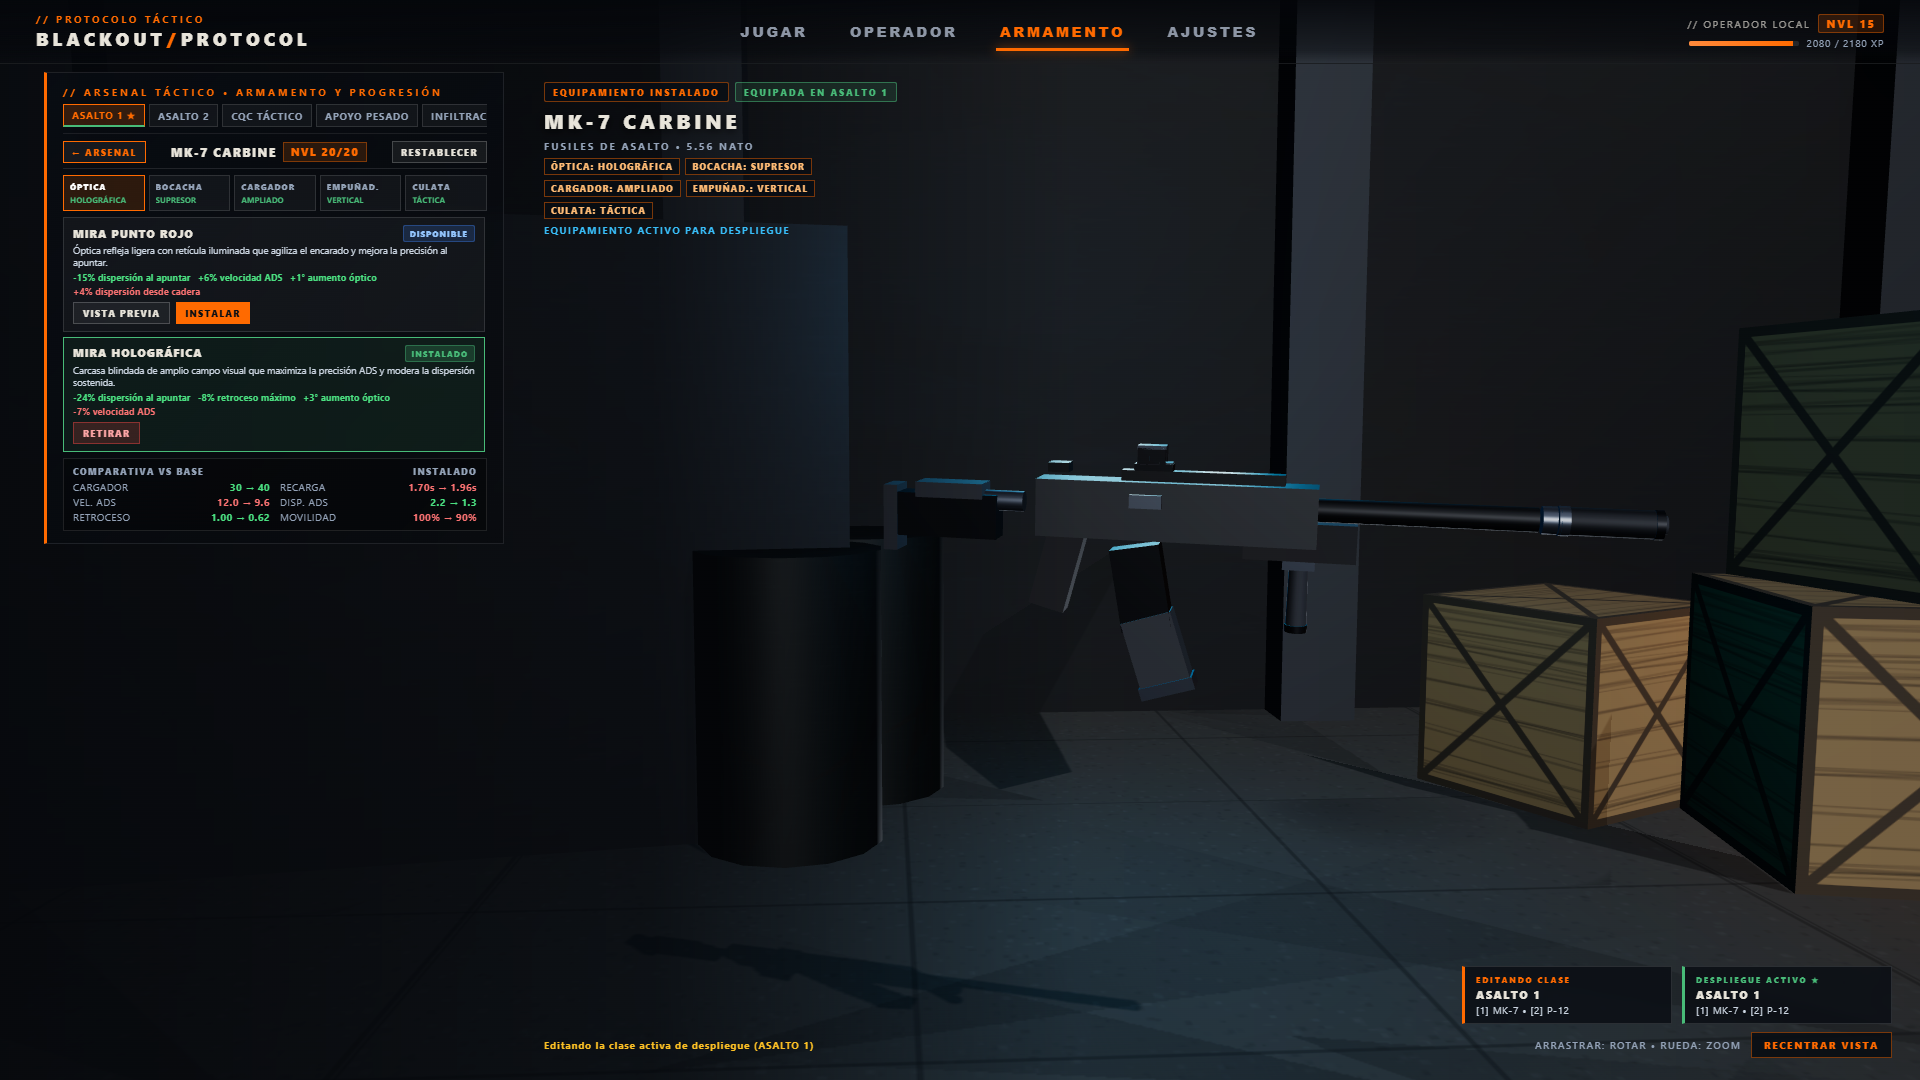 // PROTOCOLO TÁCTICO
BLACKOUT/PROTOCOL
JUGAR OPERADOR ARMAMENTO AJUSTES
// OPERADOR LOCAL NVL 15
2080 / 2180 XP
// ARSENAL TÁCTICO • ARMAMENTO Y PROGRESIÓN
ASALTO 1 ★ ASALTO 2 CQC TÁCTICO APOYO PESADO INFILTRAC
← ARSENAL MK-7 CARBINE NVL 20/20 RESTABLECER
ÓPTICA BOCACHA CARGADOR EMPUÑAD. CULATA
HOLOGRÁFICA SUPRESOR AMPLIADO VERTICAL TÁCTICA
MIRA PUNTO ROJO DISPONIBLE
Óptica refleja ligera con retícula iluminada que agiliza el encarado y mejora la precisión al
apuntar.
-15% dispersión al apuntar +6% velocidad ADS +1° aumento óptico
+4% dispersión desde cadera
VISTA PREVIA INSTALAR
MIRA HOLOGRÁFICA INSTALADO
Carcasa blindada de amplio campo visual que maximiza la precisión ADS y modera la dispersión
sostenida.
-24% dispersión al apuntar -8% retroceso máximo +3° aumento óptico
-7% velocidad ADS
RETIRAR
COMPARATIVA VS BASE INSTALADO
CARGADOR 30 → 40 RECARGA 1.70s → 1.96s
VEL. ADS 12.0 → 9.6 DISP. ADS 2.2 → 1.3
RETROCESO 1.00 → 0.62 MOVILIDAD 100% → 90%
EQUIPAMIENTO INSTALADO EQUIPADA EN ASALTO 1
MK-7 CARBINE
FUSILES DE ASALTO • 5.56 NATO
ÓPTICA: HOLOGRÁFICA BOCACHA: SUPRESOR
CARGADOR: AMPLIADO EMPUÑAD.: VERTICAL
CULATA: TÁCTICA
EQUIPAMIENTO ACTIVO PARA DESPLIEGUE
EDITANDO CLASE
ASALTO 1
[1] MK-7 • [2] P-12
DESPLIEGUE ACTIVO ★
ASALTO 1
[1] MK-7 • [2] P-12
Editando la clase activa de despliegue (ASALTO 1)
ARRASTRAR: ROTAR • RUEDA: ZOOM RECENTRAR VISTA